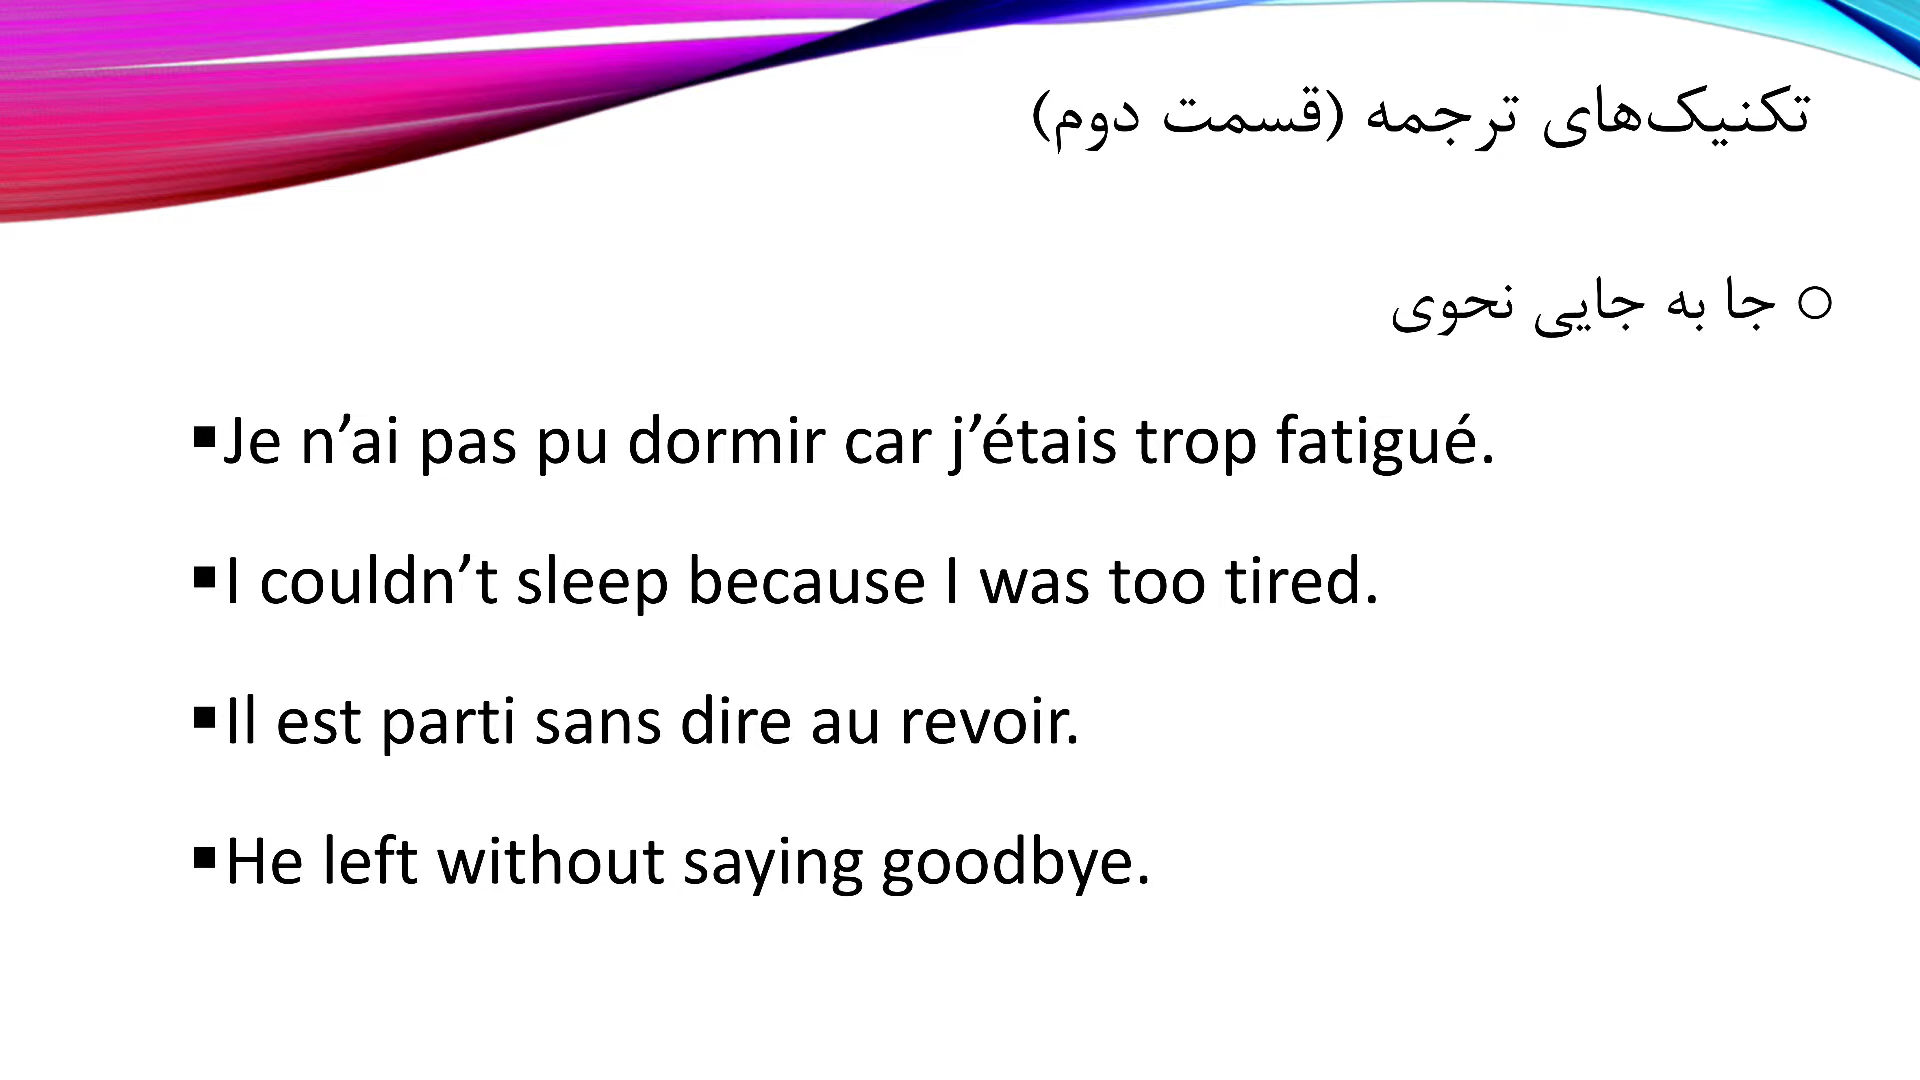 تکنیک‌های ترجمه (قسمت دوم)
○ جا به جایی نحوی
▪Je n’ai pas pu dormir car j’étais trop fatigué.
▪I couldn’t sleep because I was too tired.
▪Il est parti sans dire au revoir.
▪He left without saying goodbye.